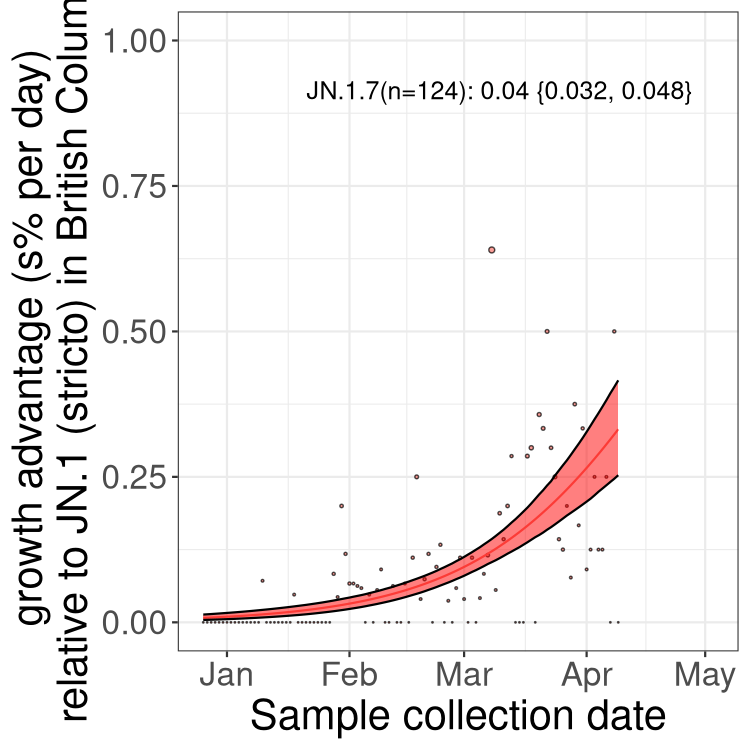 growth advantage (s% per day)
relative to JN.1 (stricto) in British Colum
1.00
0.75
0.50
0.25
0.00
JN.1.7(n=124): 0.04 {0.032, 0.048}
Jan Feb Mar Apr May
Sample collection date